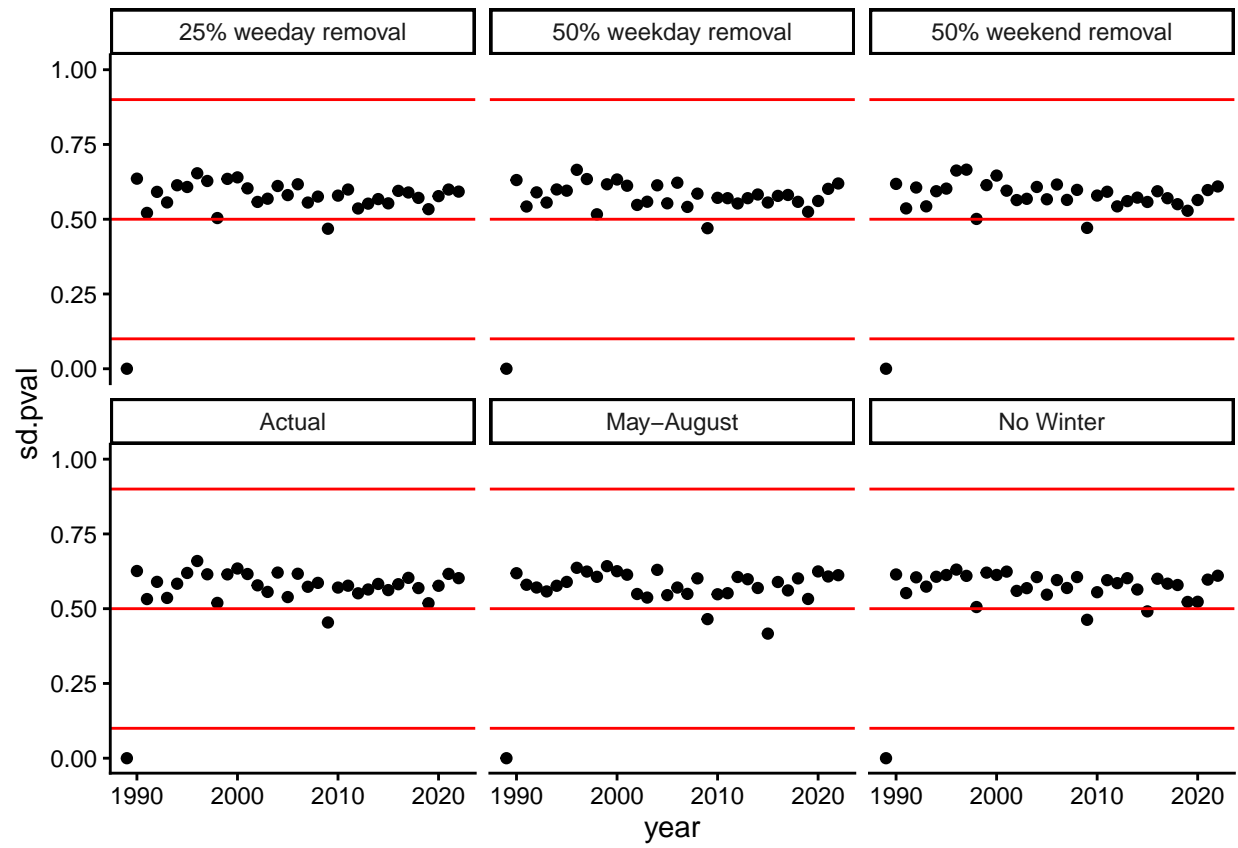 25% weeday removal
50% weekday removal
50% weekend removal
1.00
0.75
0.50
0.25
0.00
Actual
May−August
No Winter
1.00
0.75
0.50
0.25
0.00
1990 2000 2010 2020
1990 2000 2010 2020
1990 2000 2010 2020
sd.pval
year